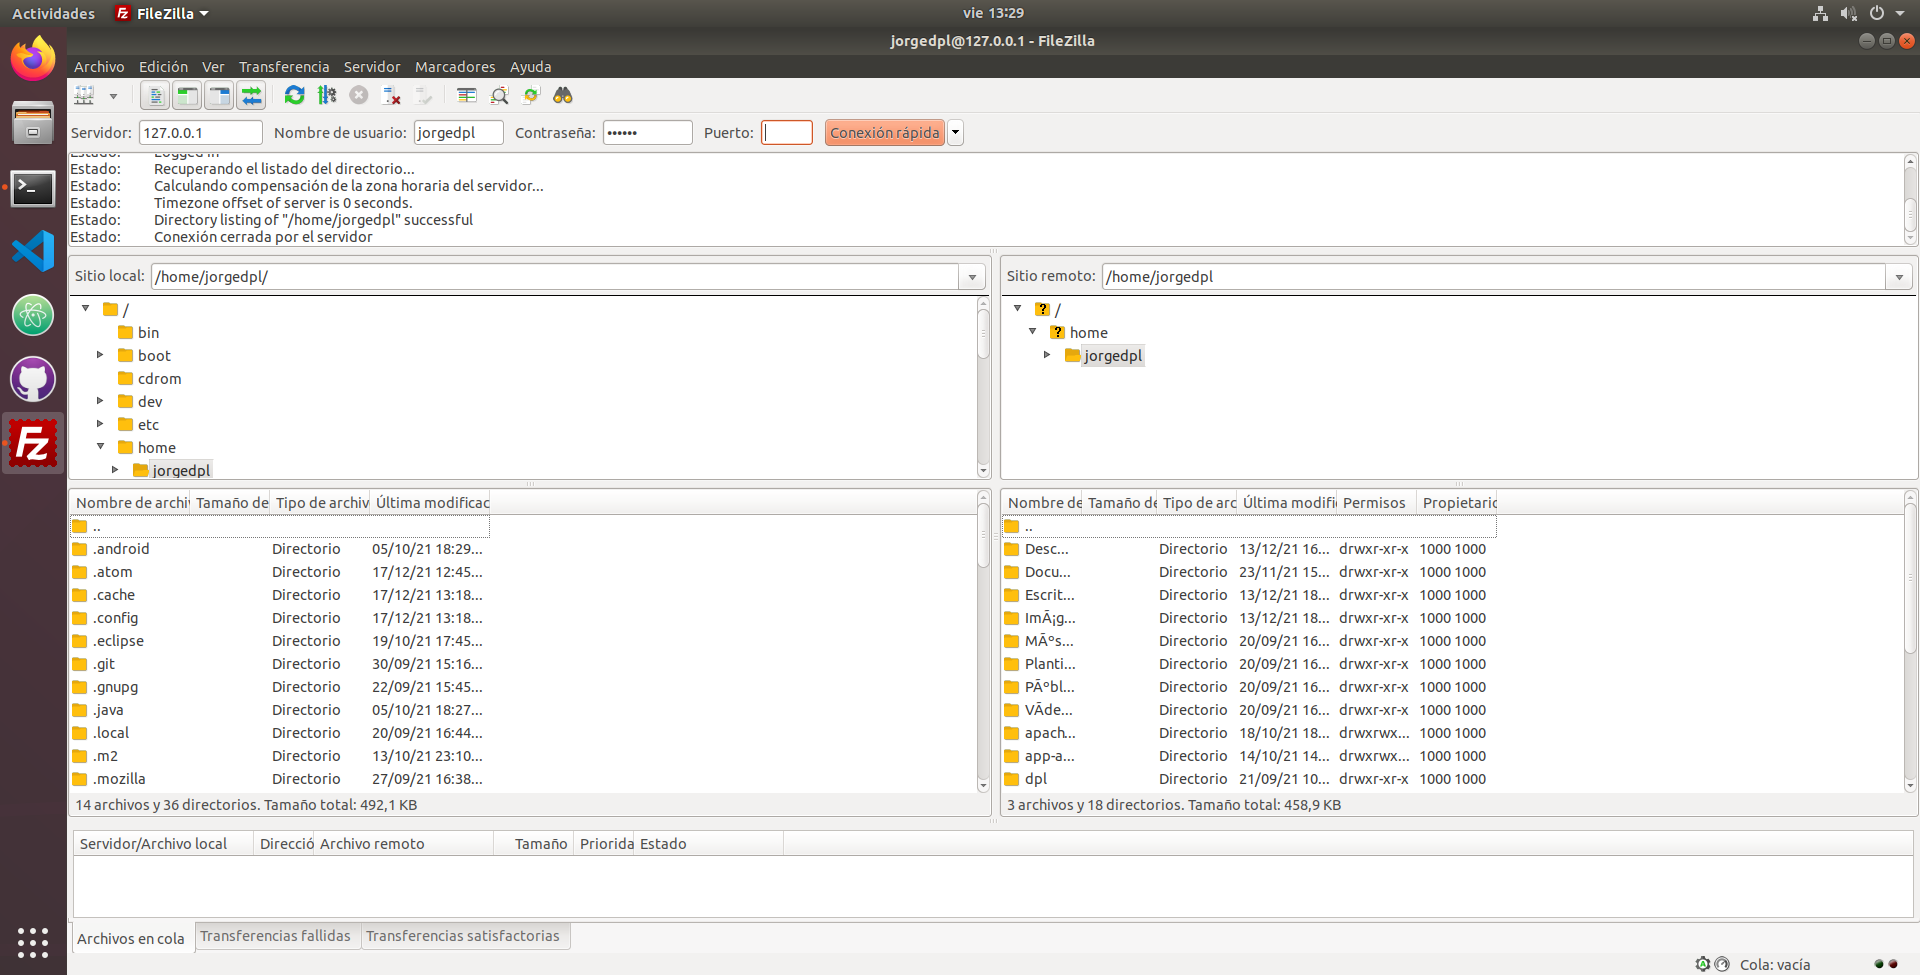 Actividades FileZilla vie 13:29
jorgedpl@127.0.0.1 - FileZilla
Archivo Edición Ver Transferencia Servidor Marcadores Ayuda
Servidor: 127.0.0.1 Nombre de usuario: jorgedpl Contraseña: •••••• Puerto: Conexión rápida
Estado: Logged in
Estado: Recuperando el listado del directorio...
Estado: Calculando compensación de la zona horaria del servidor...
Estado: Timezone offset of server is 0 seconds.
Estado: Directory listing of "/home/jorgedpl" successful
Estado: Conexión cerrada por el servidor
Sitio local: /home/jorgedpl/
/
bin
boot
cdrom
dev
etc
home
jorgedpl
Sitio remoto: /home/jorgedpl
? /
? home
jorgedpl
Nombre de archiv Tamaño de Tipo de archiv Última modificac
..
.android Directorio 05/10/21 18:29...
.atom Directorio 17/12/21 12:45...
.cache Directorio 17/12/21 13:18...
.config Directorio 17/12/21 13:18...
.eclipse Directorio 19/10/21 17:45...
.git Directorio 30/09/21 15:16...
.gnupg Directorio 22/09/21 15:45...
.java Directorio 05/10/21 18:27...
.local Directorio 20/09/21 16:44...
.m2 Directorio 13/10/21 23:10...
.mozilla Directorio 27/09/21 16:38...
14 archivos y 36 directorios. Tamaño total: 492,1 KB
Nombre de Tamaño de Tipo de arc Última modifi Permisos Propietaric
..
Desc... Directorio 13/12/21 16... drwxr-xr-x 1000 1000
Docu... Directorio 23/11/21 15... drwxr-xr-x 1000 1000
Escrit... Directorio 13/12/21 18... drwxr-xr-x 1000 1000
ImÃ¡g... Directorio 13/12/21 18... drwxr-xr-x 1000 1000
MÃºs... Directorio 20/09/21 16... drwxr-xr-x 1000 1000
Planti... Directorio 20/09/21 16... drwxr-xr-x 1000 1000
PÃºbl... Directorio 20/09/21 16... drwxr-xr-x 1000 1000
VÃde... Directorio 20/09/21 16... drwxr-xr-x 1000 1000
apach... Directorio 18/10/21 18... drwxrwx... 1000 1000
app-a... Directorio 14/10/21 14... drwxrwx... 1000 1000
dpl Directorio 21/09/21 10... drwxr-xr-x 1000 1000
3 archivos y 18 directorios. Tamaño total: 458,9 KB
Servidor/Archivo local Direcció Archivo remoto Tamaño Priorida Estado
Archivos en cola Transferencias fallidas Transferencias satisfactorias
Cola: vacía